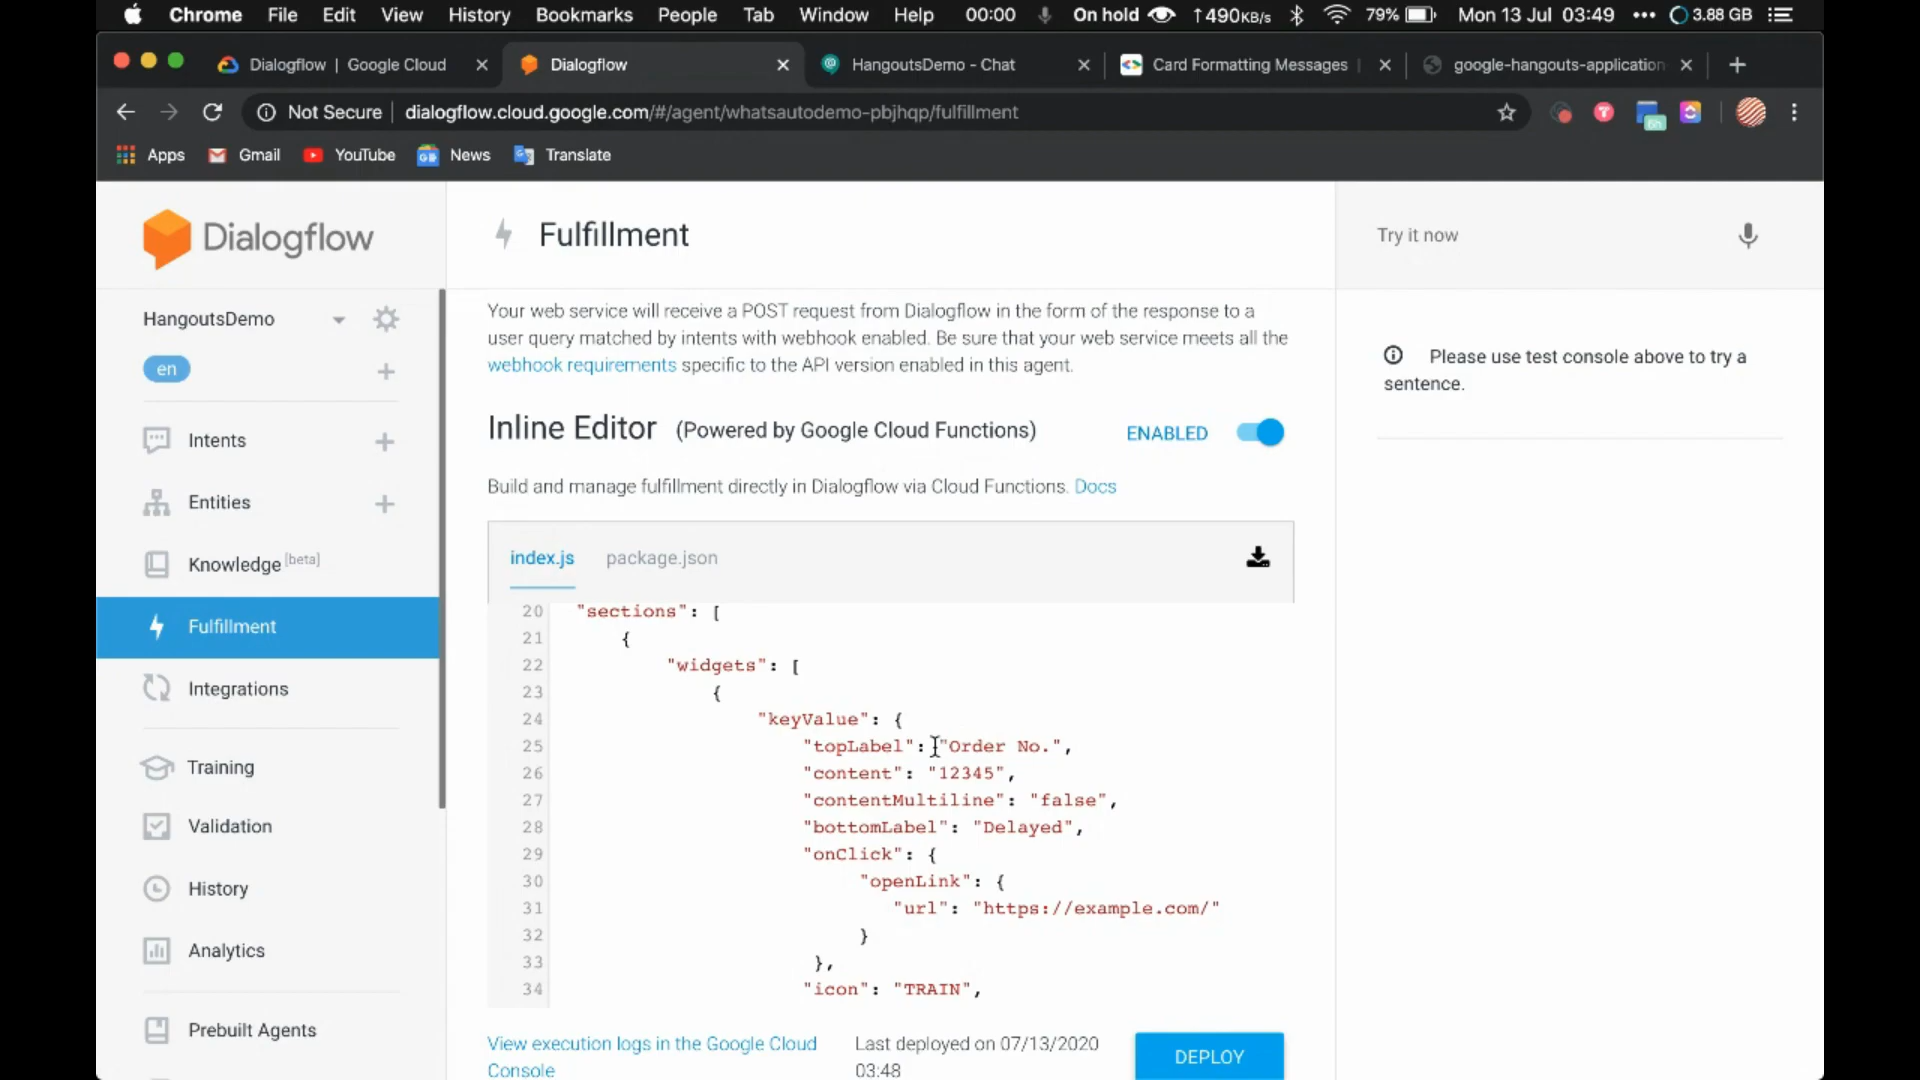 Chrome File Edit View History Bookmarks People Tab Window Help 00:00 On hold ↑490KB/s 79% Mon 13 Jul 03:49 ••• 3.88 GB
Dialogflow | Google Cloud
Dialogflow
HangoutsDemo - Chat
Card Formatting Messages
google-hangouts-application
Not Secure | dialogflow.cloud.google.com/#/agent/whatsautodemo-pbjhqp/fulfillment
Apps Gmail YouTube News Translate
Dialogflow
HangoutsDemo
en
Intents
Entities
Knowledge [beta]
Fulfillment
Integrations
Training
Validation
History
Analytics
Prebuilt Agents
Fulfillment
Your web service will receive a POST request from Dialogflow in the form of the response to a
user query matched by intents with webhook enabled. Be sure that your web service meets all the
webhook requirements specific to the API version enabled in this agent.
Inline Editor (Powered by Google Cloud Functions) ENABLED
Build and manage fulfillment directly in Dialogflow via Cloud Functions. Docs
index.js package.json
20 "sections": [
21 {
22 "widgets": [
23 {
24 "keyValue": {
25 "topLabel": "Order No.",
26 "content": "12345",
27 "contentMultiline": "false",
28 "bottomLabel": "Delayed",
29 "onClick": {
30 "openLink": {
31 "url": "https://example.com/"
32 }
33 },
34 "icon": "TRAIN",
View execution logs in the Google Cloud
Console
Last deployed on 07/13/2020
03:48
DEPLOY
Try it now
Please use test console above to try a
sentence.